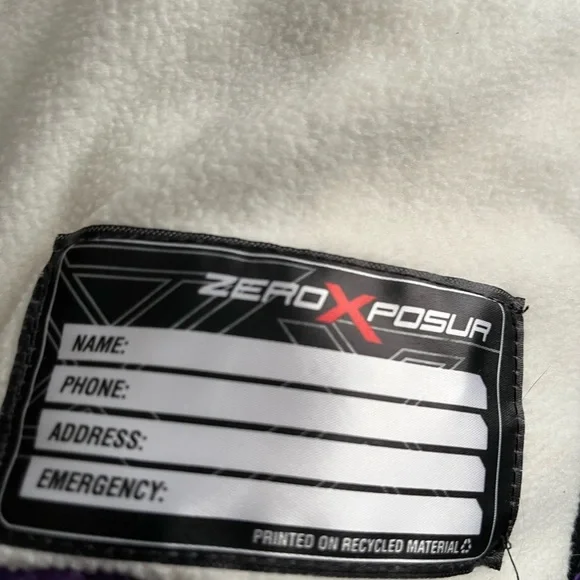 ZEROXPOSUR
NAME:
PHONE:
ADDRESS:
EMERGENCY:
PRINTED ON RECYCLED MATERIAL